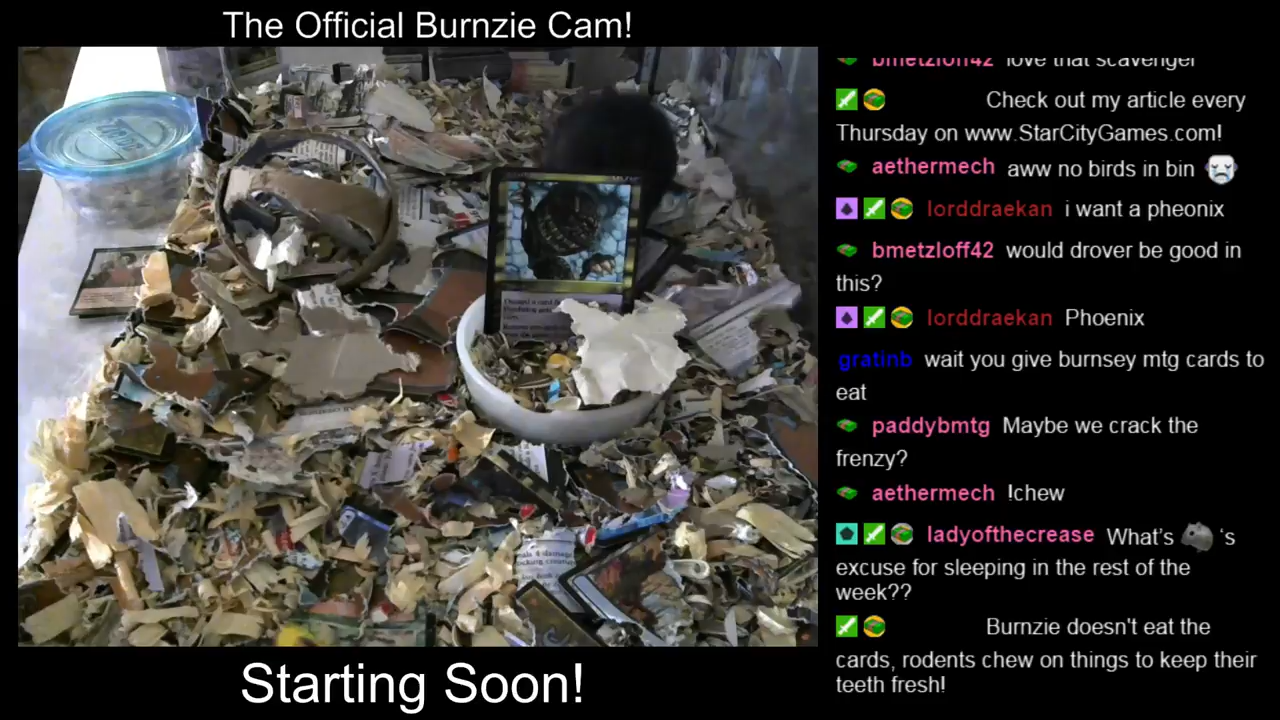 The Official Burnzie Cam!
bmetzloff42 love that scavenger
Check out my article every
Thursday on www.StarCityGames.com!
aethermech aww no birds in bin
lorddraekan i want a pheonix
bmetzloff42 would drover be good in
this?
lorddraekan Phoenix
gratinb wait you give burnsey mtg cards to
eat
paddybmtg Maybe we crack the
frenzy?
aethermech !chew
ladyofthecrease What's 's
excuse for sleeping in the rest of the
week??
Burnzie doesn't eat the
cards, rodents chew on things to keep their
teeth fresh!
Starting Soon!